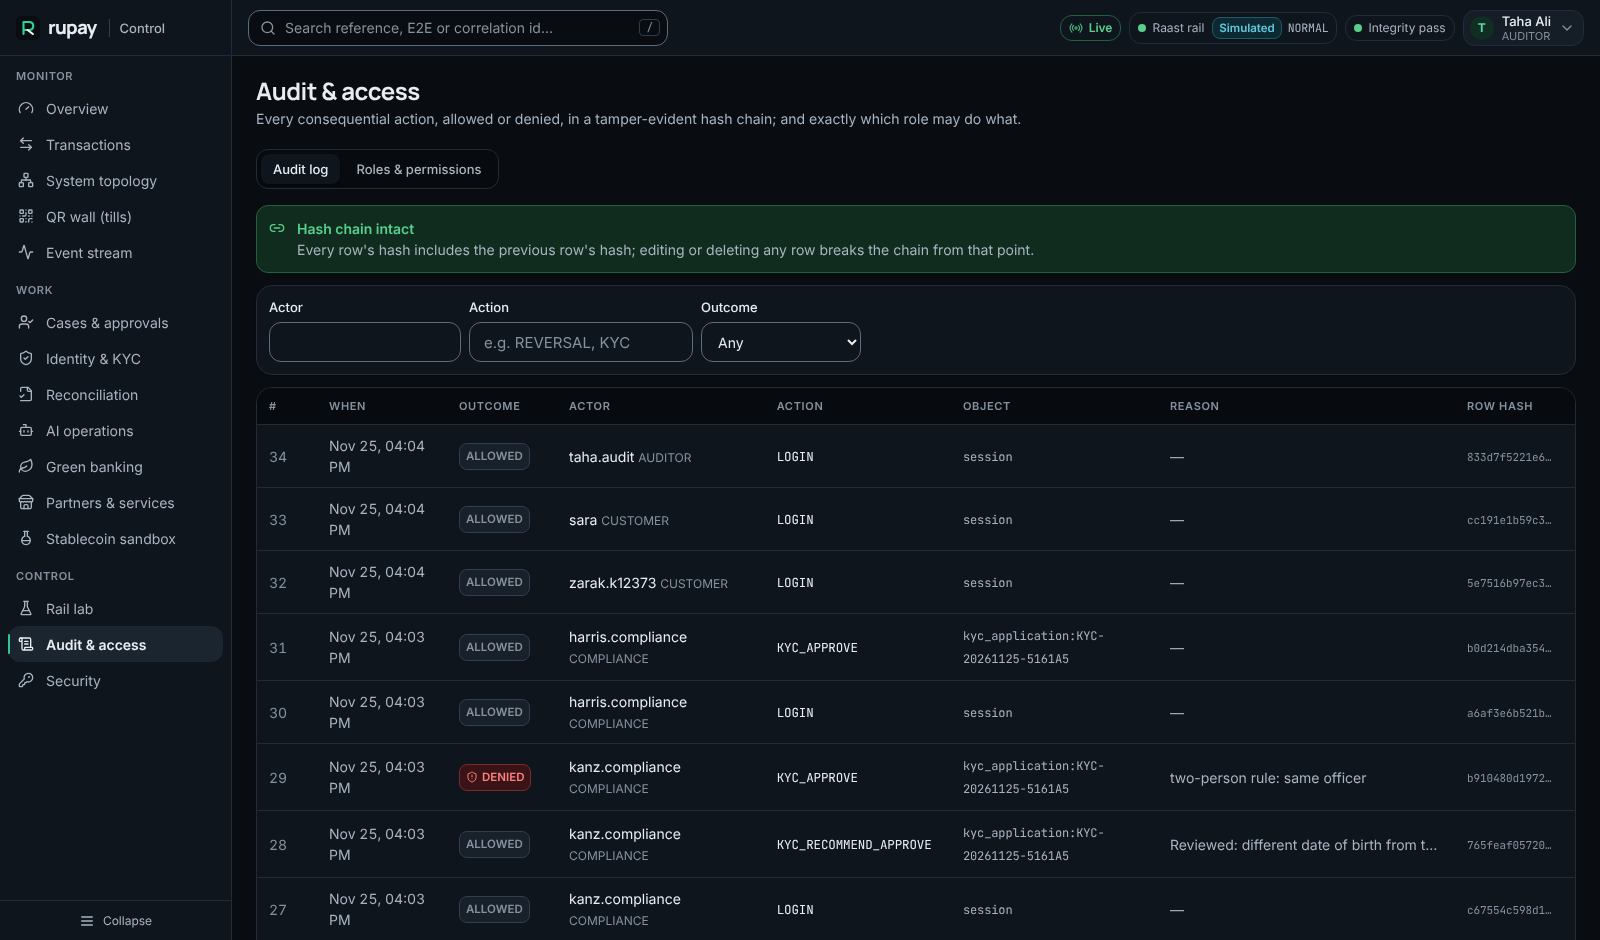 rupay Control
Search reference, E2E or correlation id... /
Live
Raast rail Simulated NORMAL
Integrity pass
T Taha Ali
AUDITOR
MONITOR
Overview
Transactions
System topology
QR wall (tills)
Event stream
WORK
Cases & approvals
Identity & KYC
Reconciliation
AI operations
Green banking
Partners & services
Stablecoin sandbox
CONTROL
Rail lab
Audit & access
Security
Collapse
Audit & access
Every consequential action, allowed or denied, in a tamper-evident hash chain; and exactly which role may do what.
Audit log Roles & permissions
Hash chain intact
Every row's hash includes the previous row's hash; editing or deleting any row breaks the chain from that point.
Actor Action Outcome
e.g. REVERSAL, KYC Any
# WHEN OUTCOME ACTOR ACTION OBJECT REASON ROW HASH
34 Nov 25, 04:04 PM ALLOWED taha.audit AUDITOR LOGIN session — 833d7f5221e6…
33 Nov 25, 04:04 PM ALLOWED sara CUSTOMER LOGIN session — cc191e1b59c3…
32 Nov 25, 04:04 PM ALLOWED zarak.k12373 CUSTOMER LOGIN session — 5e7516b97ec3…
31 Nov 25, 04:03 PM ALLOWED harris.compliance COMPLIANCE KYC_APPROVE kyc_application:KYC-20261125-5161A5 — b0d214dba354…
30 Nov 25, 04:03 PM ALLOWED harris.compliance COMPLIANCE LOGIN session — a6af3e6b521b…
29 Nov 25, 04:03 PM DENIED kanz.compliance COMPLIANCE KYC_APPROVE kyc_application:KYC-20261125-5161A5 two-person rule: same officer b910480d1972…
28 Nov 25, 04:03 PM ALLOWED kanz.compliance COMPLIANCE KYC_RECOMMEND_APPROVE kyc_application:KYC-20261125-5161A5 Reviewed: different date of birth from t… 765feaf05720…
27 Nov 25, 04:03 PM ALLOWED kanz.compliance COMPLIANCE LOGIN session — c67554c598d1…